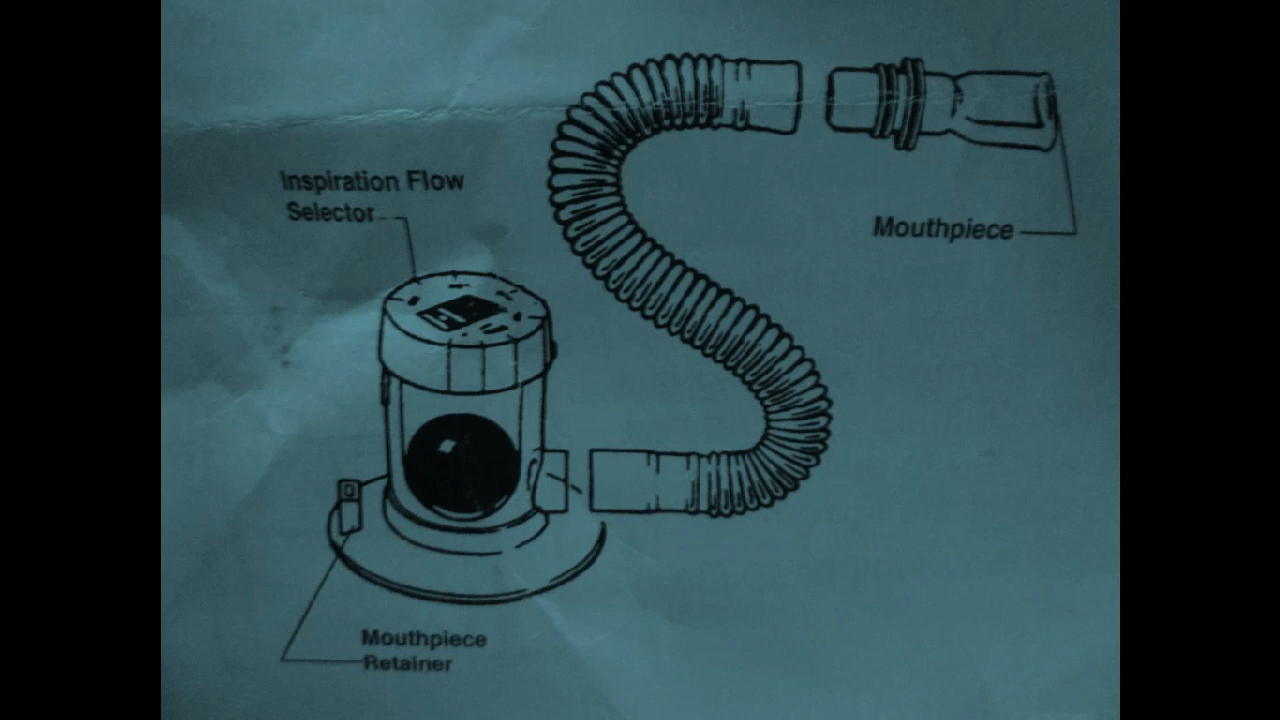 Inspiration Flow
Selector
Mouthpiece
Mouthpiece
Retainer